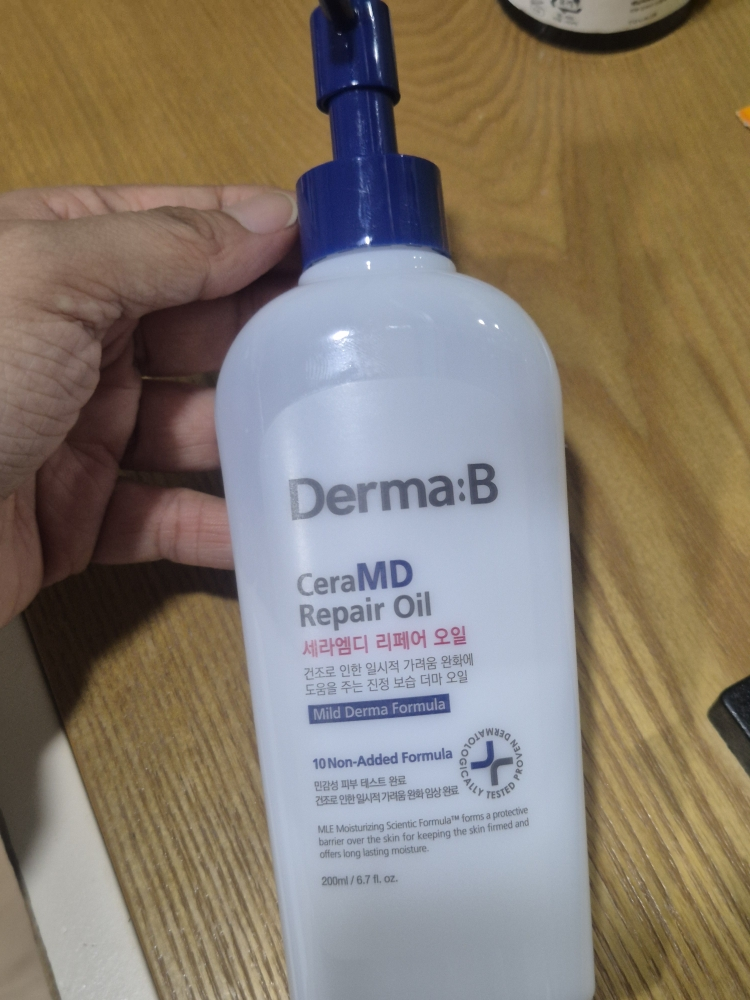 Derma:B
CeraMD
Repair Oil
세라엠디 리페어 오일
건조로 인한 일시적 가려움 완화에
도움을 주는 진정 보습 더마 오일
Mild Derma Formula
10 Non-Added Formula
민감성 피부 테스트 완료
건조로 인한 일시적 가려움 완화 임상 완료
DERMATOLOGICALLY TESTED PROVEN
MLE Moisturizing Scientic Formula™ forms a protective
barrier over the skin for keeping the skin firmed and
offers long lasting moisture.
200ml / 6.7 fl. oz.